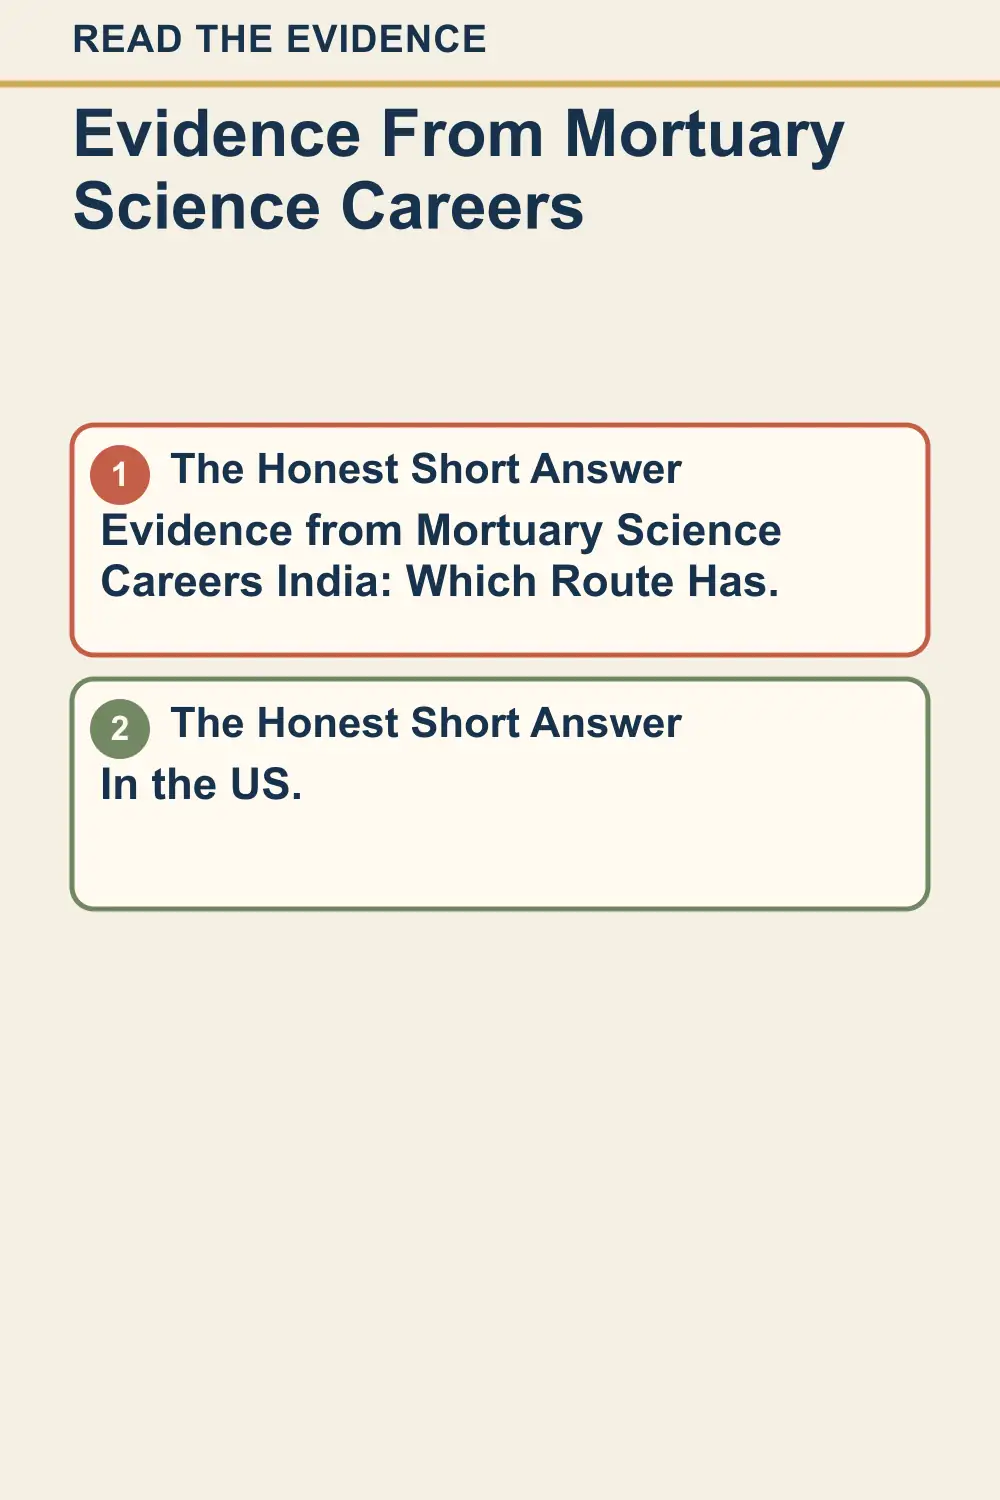 READ THE EVIDENCE
Evidence From Mortuary
Science Careers
1 The Honest Short Answer
Evidence from Mortuary Science
Careers India: Which Route Has.
2 The Honest Short Answer
In the US.